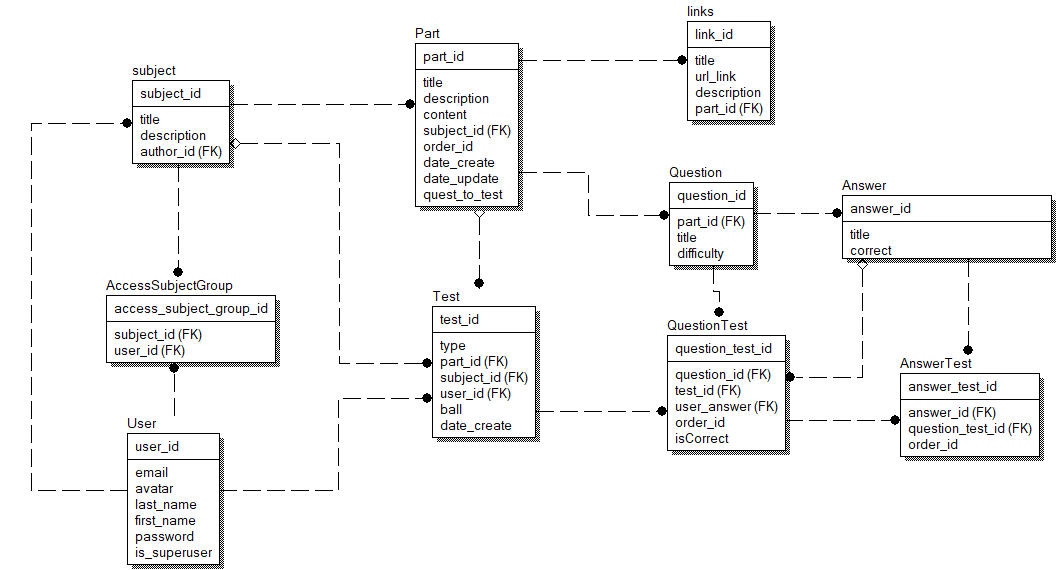 links
link_id
title
url_link
description
part_id (FK)
Part
part_id
title
description
content
subject_id (FK)
order_id
date_create
date_update
quest_to_test
subject
subject_id
title
description
author_id (FK)
Question
question_id
part_id (FK)
title
difficulty
Answer
answer_id
title
correct
AccessSubjectGroup
access_subject_group_id
subject_id (FK)
user_id (FK)
Test
test_id
type
part_id (FK)
subject_id (FK)
user_id (FK)
ball
date_create
QuestionTest
question_test_id
question_id (FK)
test_id (FK)
user_answer (FK)
order_id
isCorrect
AnswerTest
answer_test_id
answer_id (FK)
question_test_id (FK)
order_id
User
user_id
email
avatar
last_name
first_name
password
is_superuser